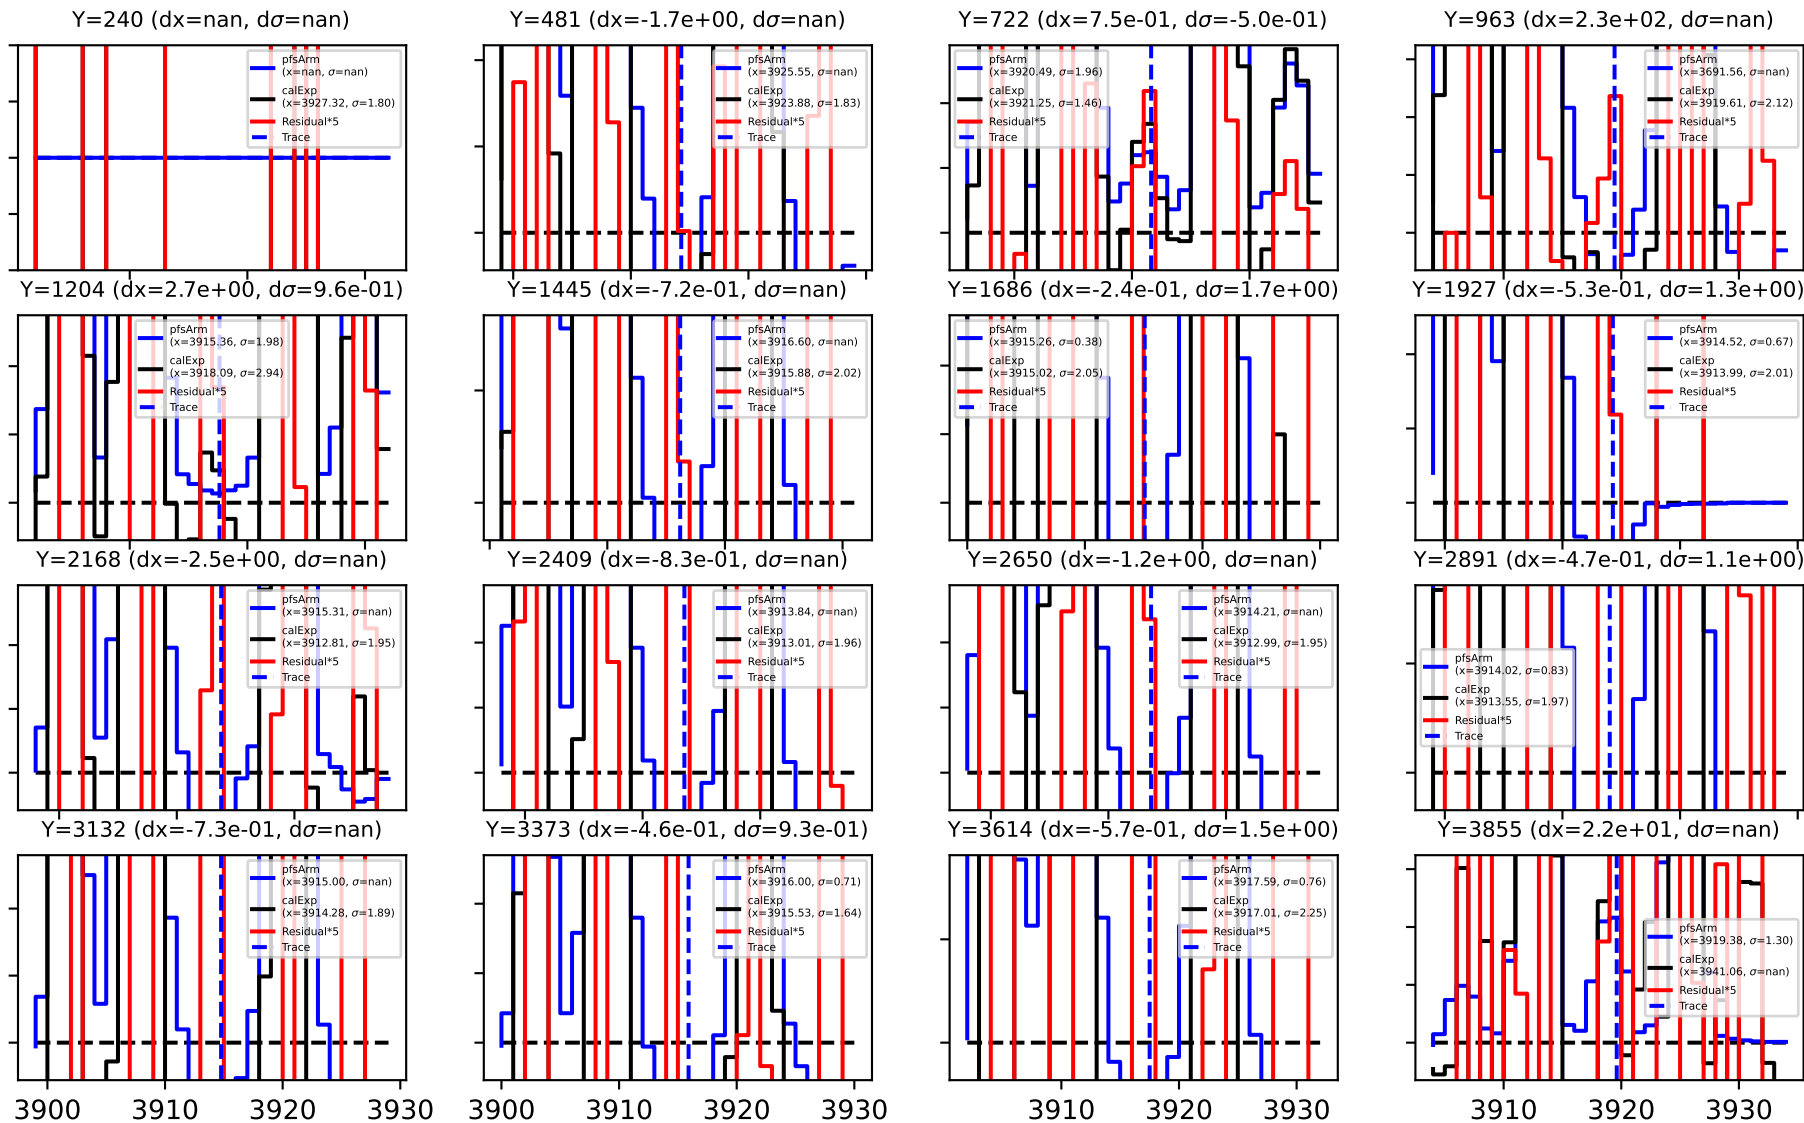 Y=240 (dx=nan, dσ=nan)
pfsArm
(x=nan, σ=nan)
calExp
(x=3927.32, σ=1.80)
Residual*5
Trace
Y=481 (dx=-1.7e+00, dσ=nan)
pfsArm
(x=3925.55, σ=nan)
calExp
(x=3923.88, σ=1.83)
Residual*5
Trace
Y=722 (dx=7.5e-01, dσ=-5.0e-01)
pfsArm
(x=3920.49, σ=1.96)
calExp
(x=3921.25, σ=1.46)
Residual*5
Trace
Y=963 (dx=2.3e+02, dσ=nan)
pfsArm
(x=3691.56, σ=nan)
calExp
(x=3919.61, σ=2.12)
Residual*5
Trace
Y=1204 (dx=2.7e+00, dσ=9.6e-01)
pfsArm
(x=3915.36, σ=1.98)
calExp
(x=3918.09, σ=2.94)
Residual*5
Trace
Y=1445 (dx=-7.2e-01, dσ=nan)
pfsArm
(x=3916.60, σ=nan)
calExp
(x=3915.88, σ=2.02)
Residual*5
Trace
Y=1686 (dx=-2.4e-01, dσ=1.7e+00)
pfsArm
(x=3915.26, σ=0.38)
calExp
(x=3915.02, σ=2.05)
Residual*5
Trace
Y=1927 (dx=-5.3e-01, dσ=1.3e+00)
pfsArm
(x=3914.52, σ=0.67)
calExp
(x=3913.99, σ=2.01)
Residual*5
Trace
Y=2168 (dx=-2.5e+00, dσ=nan)
pfsArm
(x=3915.31, σ=nan)
calExp
(x=3912.81, σ=1.95)
Residual*5
Trace
Y=2409 (dx=-8.3e-01, dσ=nan)
pfsArm
(x=3913.84, σ=nan)
calExp
(x=3913.01, σ=1.96)
Residual*5
Trace
Y=2650 (dx=-1.2e+00, dσ=nan)
pfsArm
(x=3914.21, σ=nan)
calExp
(x=3912.99, σ=1.95)
Residual*5
Trace
Y=2891 (dx=-4.7e-01, dσ=1.1e+00)
pfsArm
(x=3914.02, σ=0.83)
calExp
(x=3913.55, σ=1.97)
Residual*5
Trace
Y=3132 (dx=-7.3e-01, dσ=nan)
pfsArm
(x=3915.00, σ=nan)
calExp
(x=3914.28, σ=1.89)
Residual*5
Trace
Y=3373 (dx=-4.6e-01, dσ=9.3e-01)
pfsArm
(x=3916.00, σ=0.71)
calExp
(x=3915.53, σ=1.64)
Residual*5
Trace
Y=3614 (dx=-5.7e-01, dσ=1.5e+00)
pfsArm
(x=3917.59, σ=0.76)
calExp
(x=3917.01, σ=2.25)
Residual*5
Trace
Y=3855 (dx=2.2e+01, dσ=nan)
pfsArm
(x=3919.38, σ=1.30)
calExp
(x=3941.06, σ=nan)
Residual*5
Trace
3900 3910 3920 3930
3900 3910 3920 3930
3910 3920 3930
3910 3920 3930